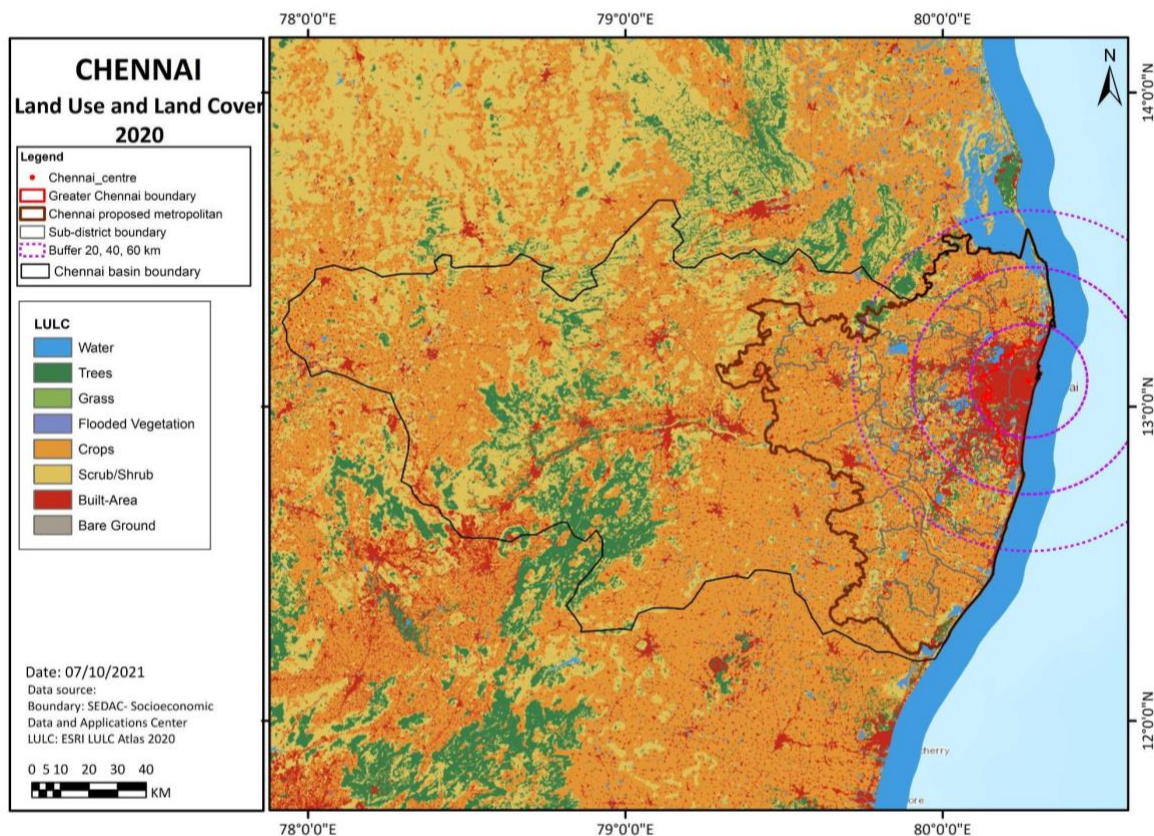 CHENNAI
Land Use and Land Cover
2020
Legend
Chennai_centre
Greater Chennai boundary
Chennai proposed metropolitan
Sub-district boundary
Buffer 20, 40, 60 km
Chennai basin boundary
LULC
Water
Trees
Grass
Flooded Vegetation
Crops
Scrub/Shrub
Built-Area
Bare Ground
Date: 07/10/2021
Data source:
Boundary: SEDAC- Socioeconomic
Data and Applications Center
LULC: ESRI LULC Atlas 2020
0 5 10 20 30 40
KM
78°0'0"E 79°0'0"E 80°0'0"E
N
14°0'0"N
ai
13°0'0"N
12°0'0"N
cherry
ore
78°0'0"E 79°0'0"E 80°0'0"E